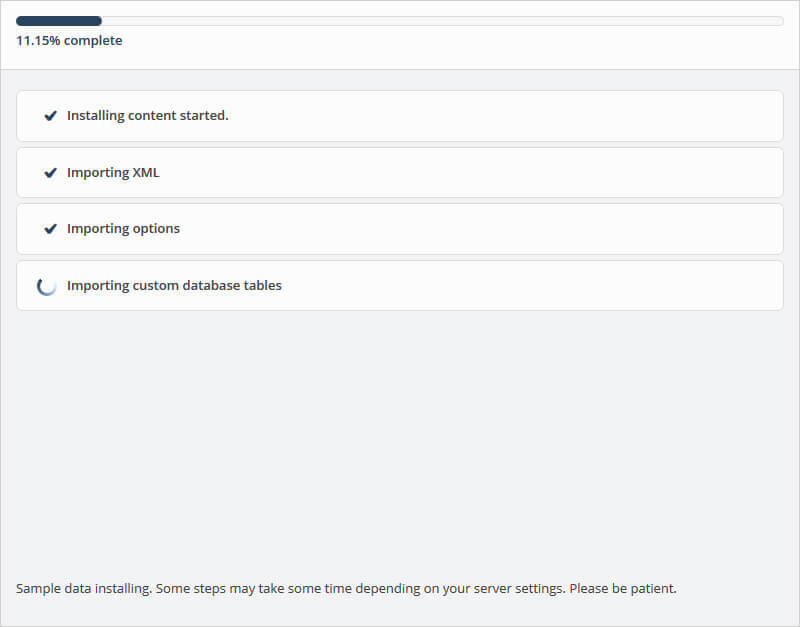 11.15% complete
Installing content started.
Importing XML
Importing options
Importing custom database tables
Sample data installing. Some steps may take some time depending on your server settings. Please be patient.